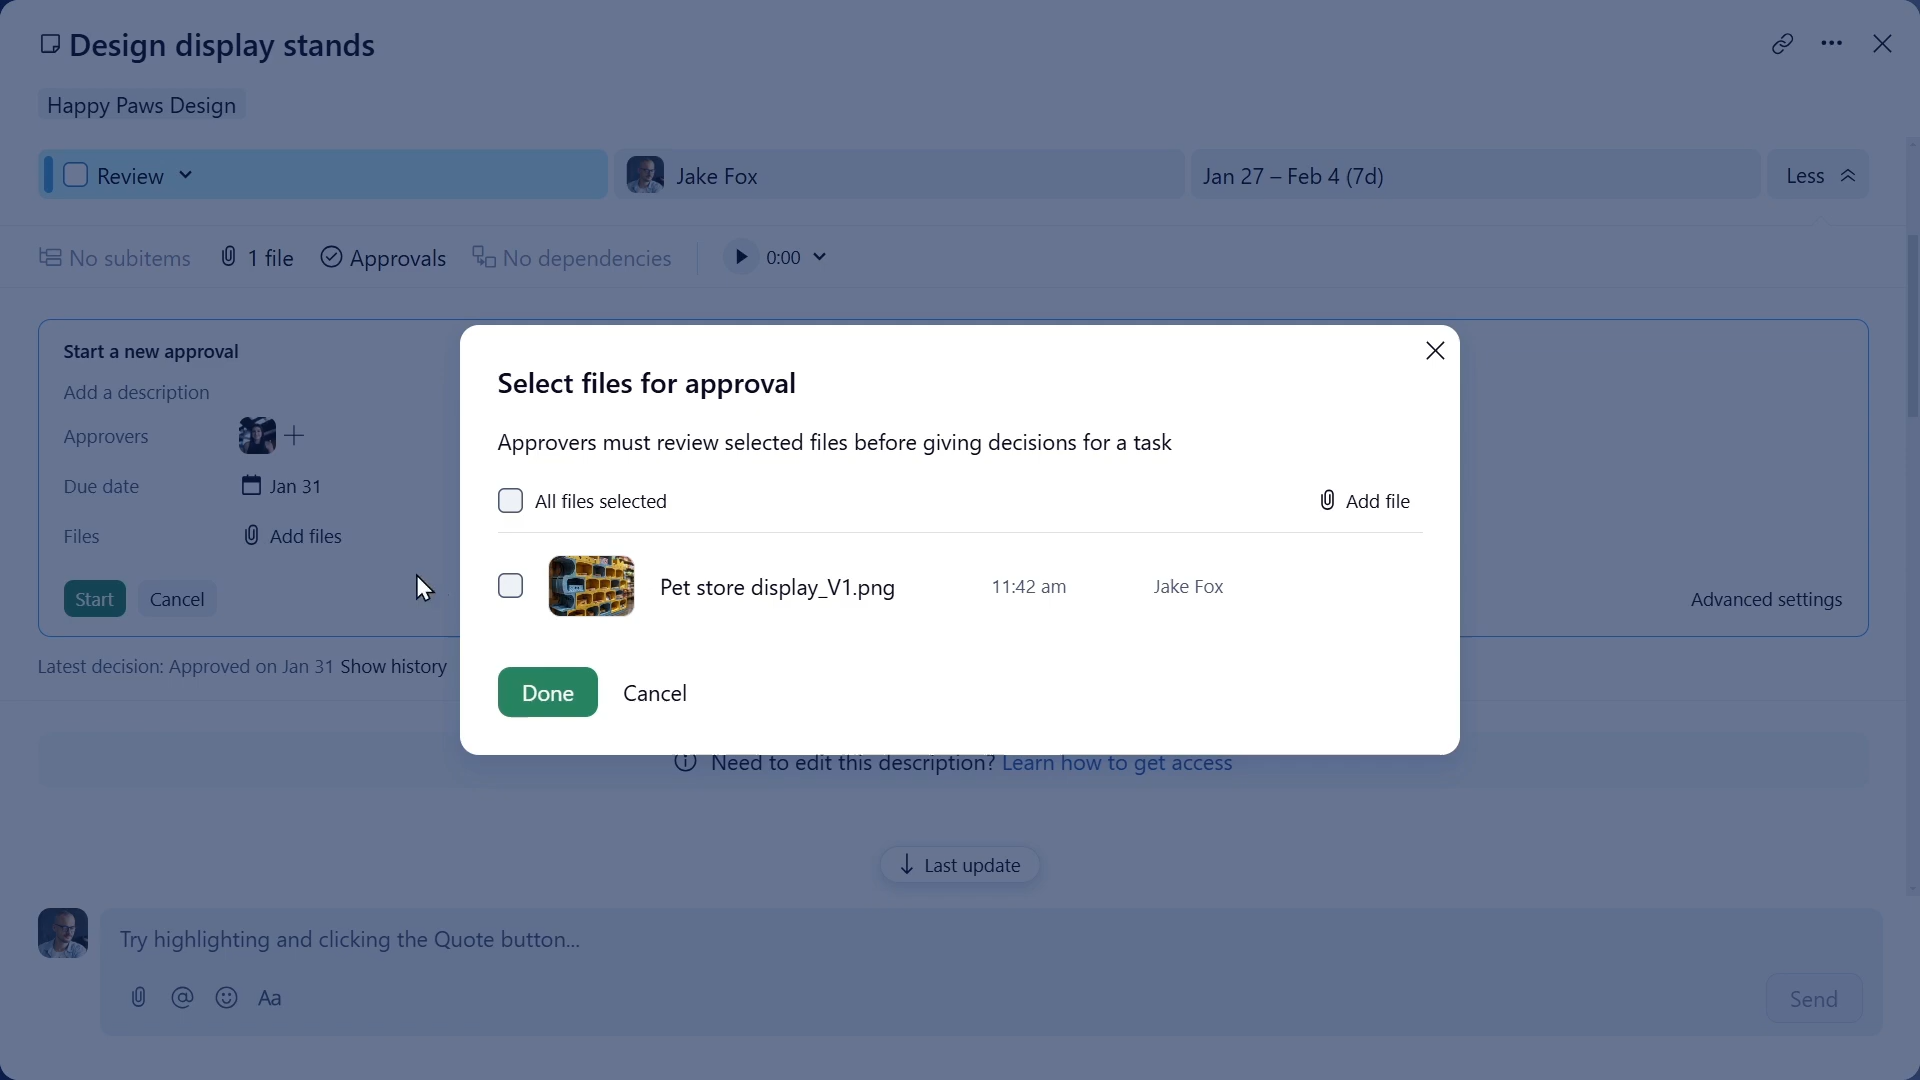 Design display stands
Happy Paws Design
Review
Jake Fox
Jan 27 – Feb 4 (7d)
Less
No subitems
1 file
Approvals
No dependencies
0:00
Start a new approval
Add a description
Approvers
Due date
Jan 31
Files
Add files
Start
Cancel
Advanced settings
Latest decision: Approved on Jan 31 Show history
Select files for approval
Approvers must review selected files before giving decisions for a task
All files selected
Add file
Pet store display_V1.png
11:42 am
Jake Fox
Done
Cancel
Need to edit this description? Learn how to get access
Last update
Try highlighting and clicking the Quote button...
Aa
Send